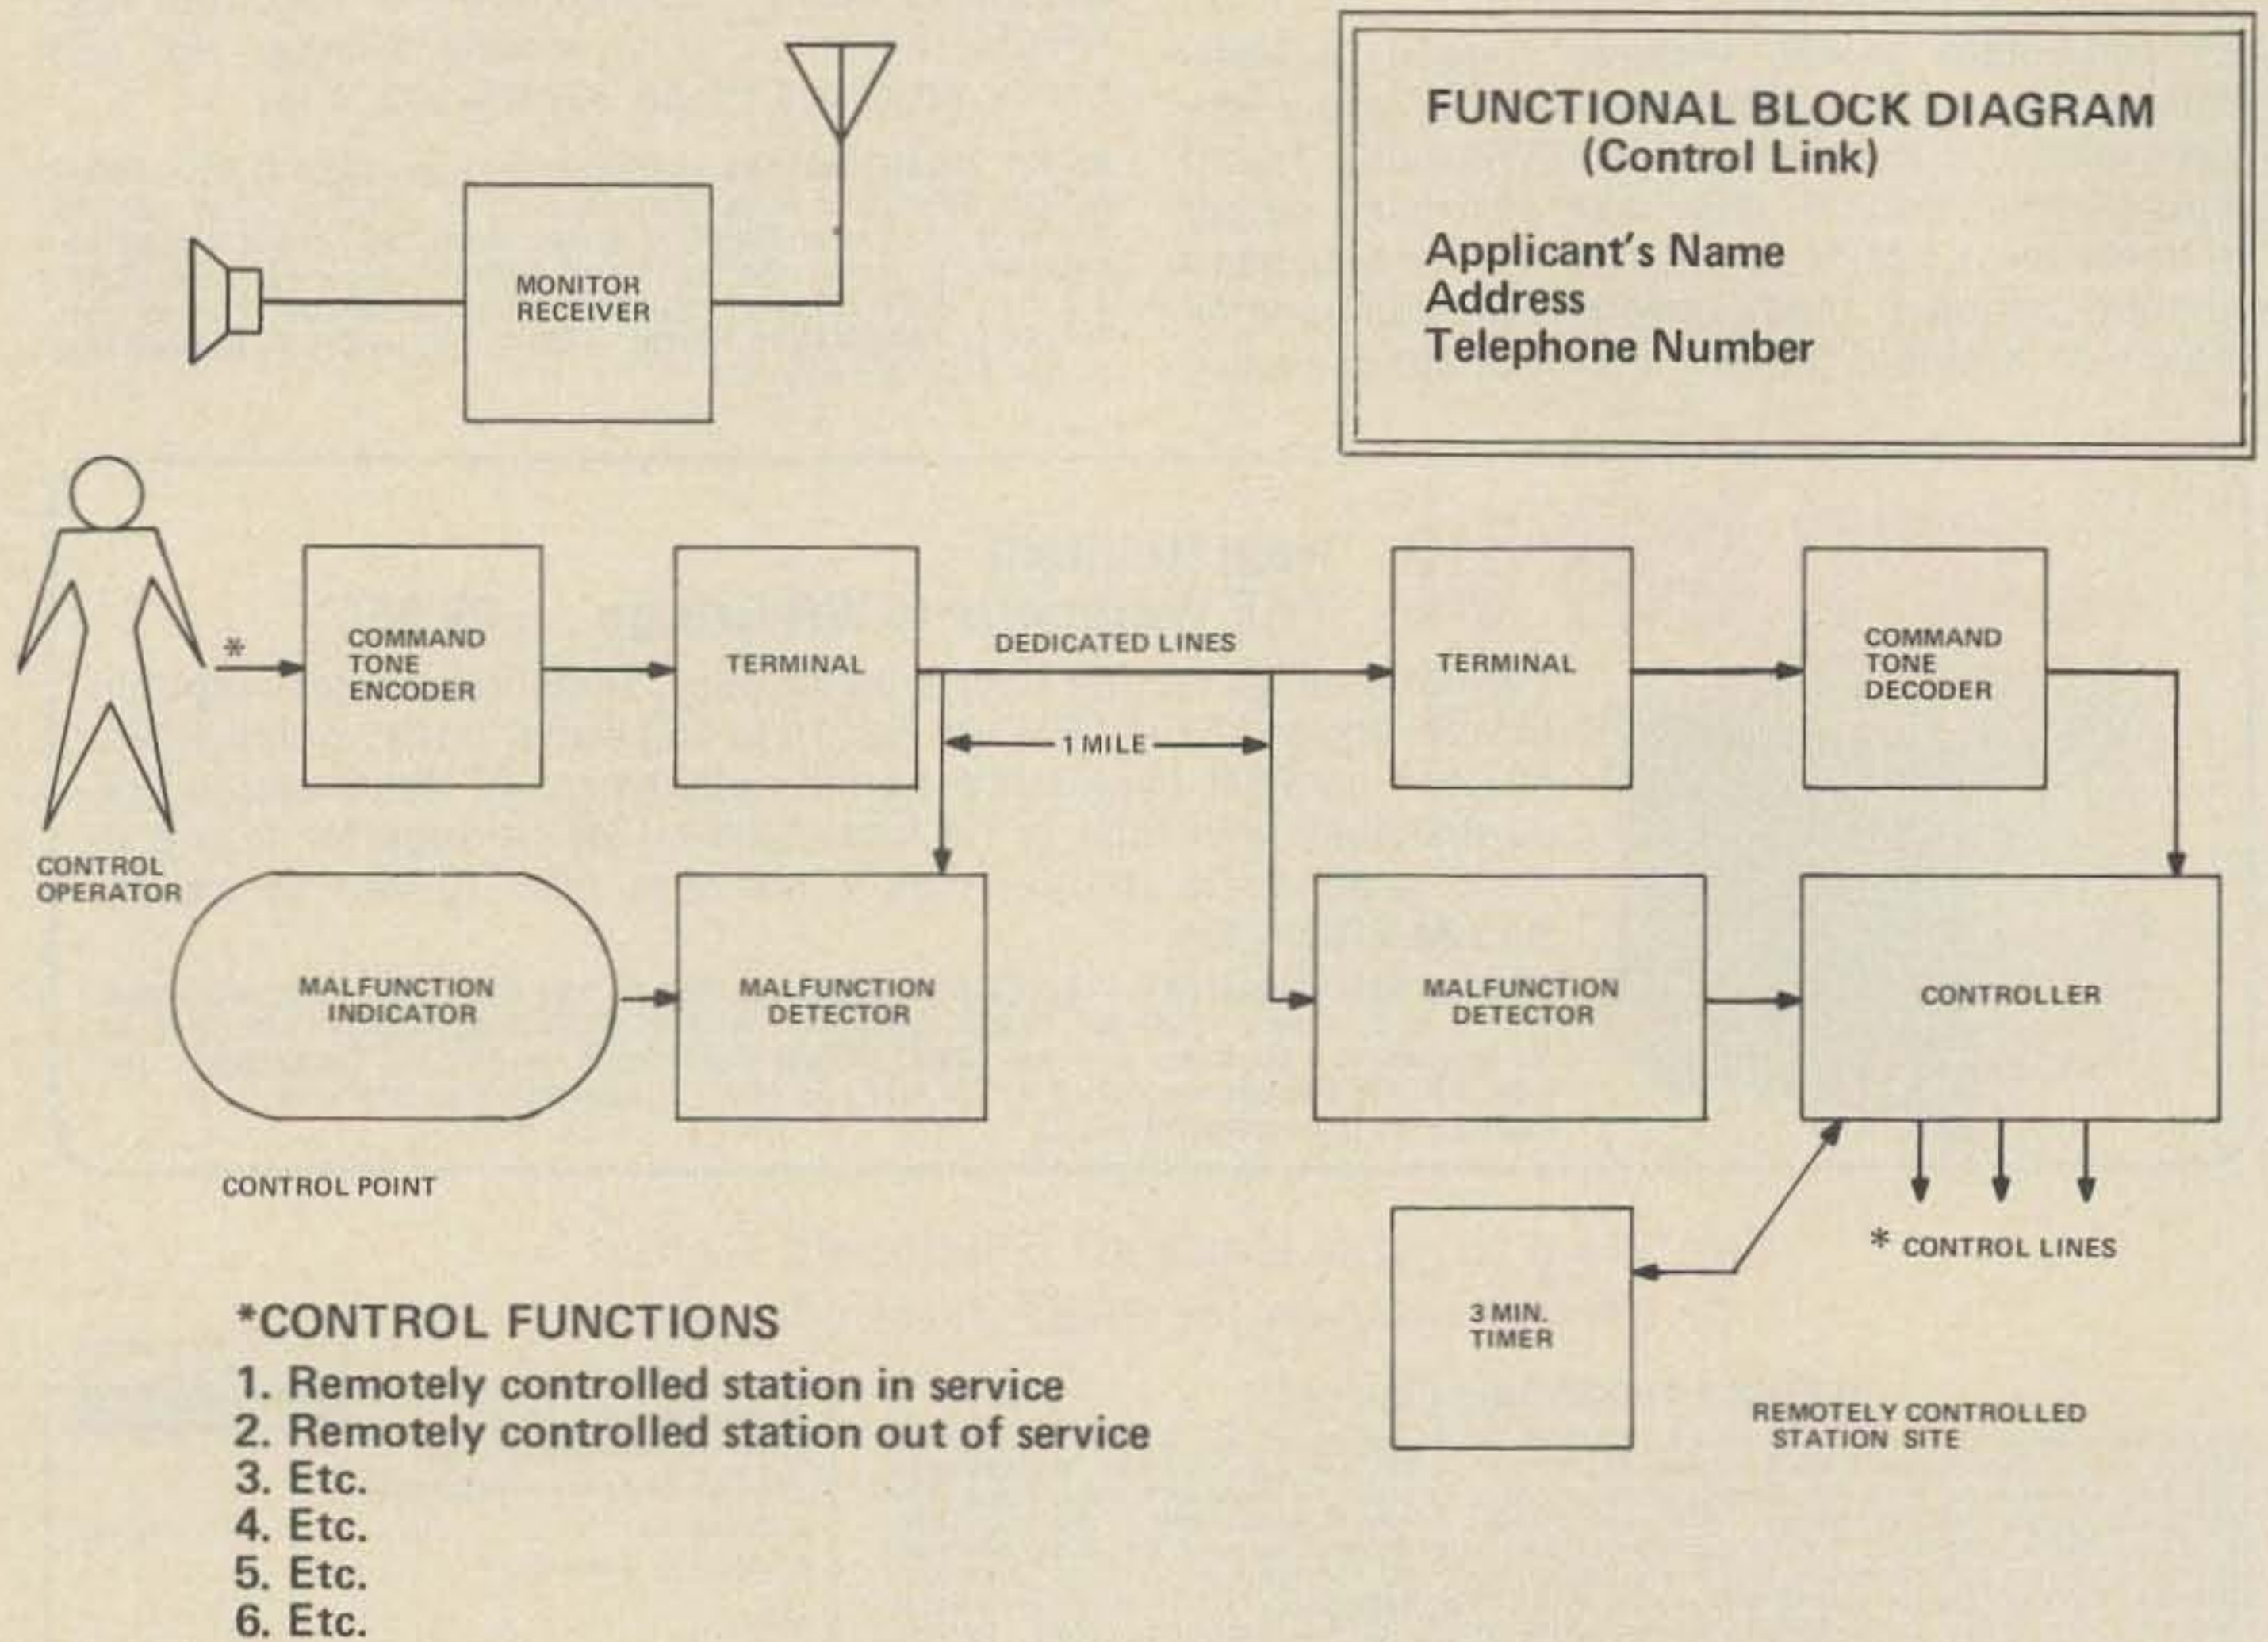 FUNCTIONAL BLOCK DIAGRAM
(Control Link)
Applicant's Name
Address
Telephone Number
MONITOR
RECEIVER
*
COMMAND
TONE
ENCODER
TERMINAL
DEDICATED LINES
1 MILE
TERMINAL
COMMAND
TONE
DECODER
CONTROL
OPERATOR
MALFUNCTION
INDICATOR
MALFUNCTION
DETECTOR
MALFUNCTION
DETECTOR
CONTROLLER
CONTROL POINT
* CONTROL LINES
3 MIN.
TIMER
REMOTELY CONTROLLED
STATION SITE
*CONTROL FUNCTIONS
1. Remotely controlled station in service
2. Remotely controlled station out of service
3. Etc.
4. Etc.
5. Etc.
6. Etc.